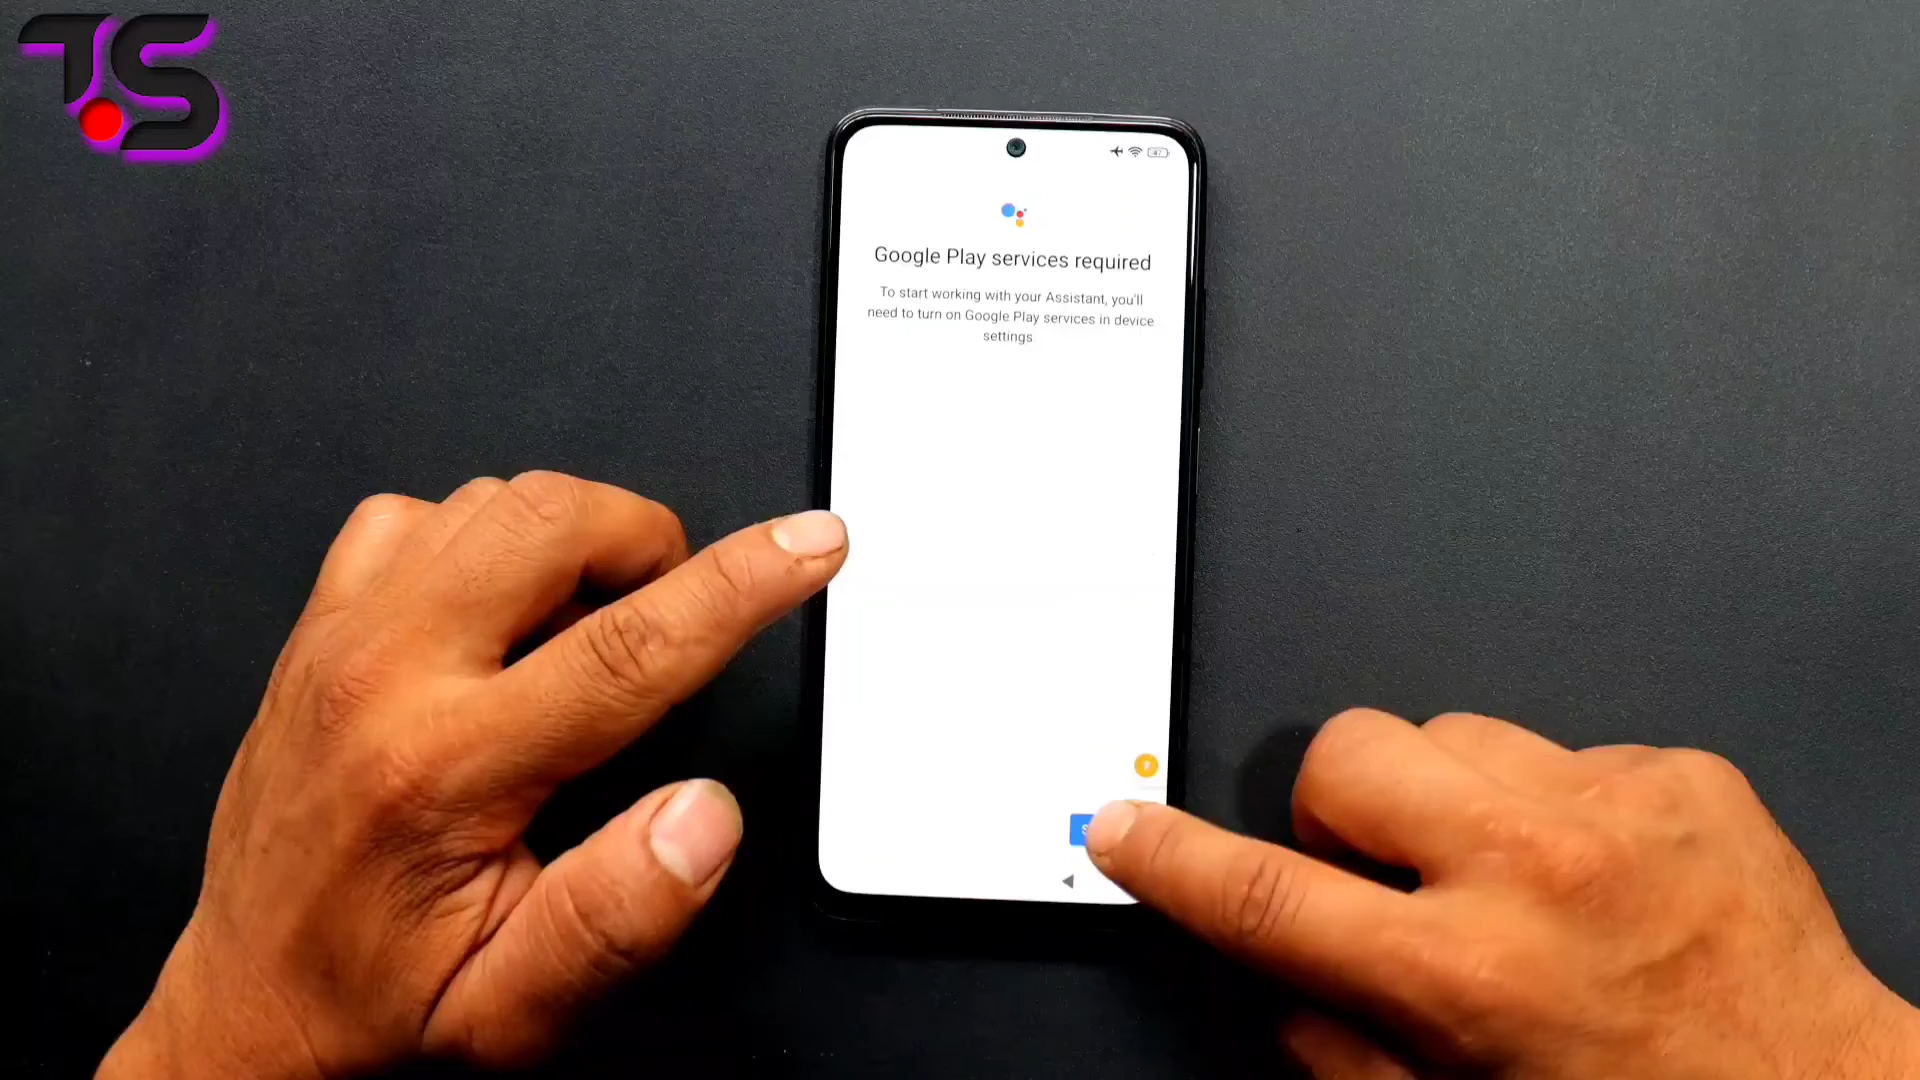 T.S
47
Google Play services required
To start working with your Assistant, you'll
need to turn on Google Play services in device
settings